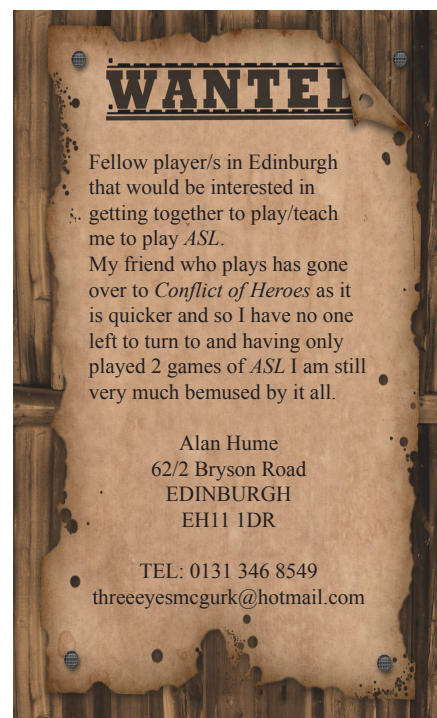 WANTED
Fellow player/s in Edinburgh
that would be interested in
getting together to play/teach
me to play ASL.
My friend who plays has gone
over to Conflict of Heroes as it
is quicker and so I have no one
left to turn to and having only
played 2 games of ASL I am still
very much bemused by it all.
Alan Hume
62/2 Bryson Road
EDINBURGH
EH11 1DR
TEL: 0131 346 8549
threeeyesmcgurk@hotmail.com